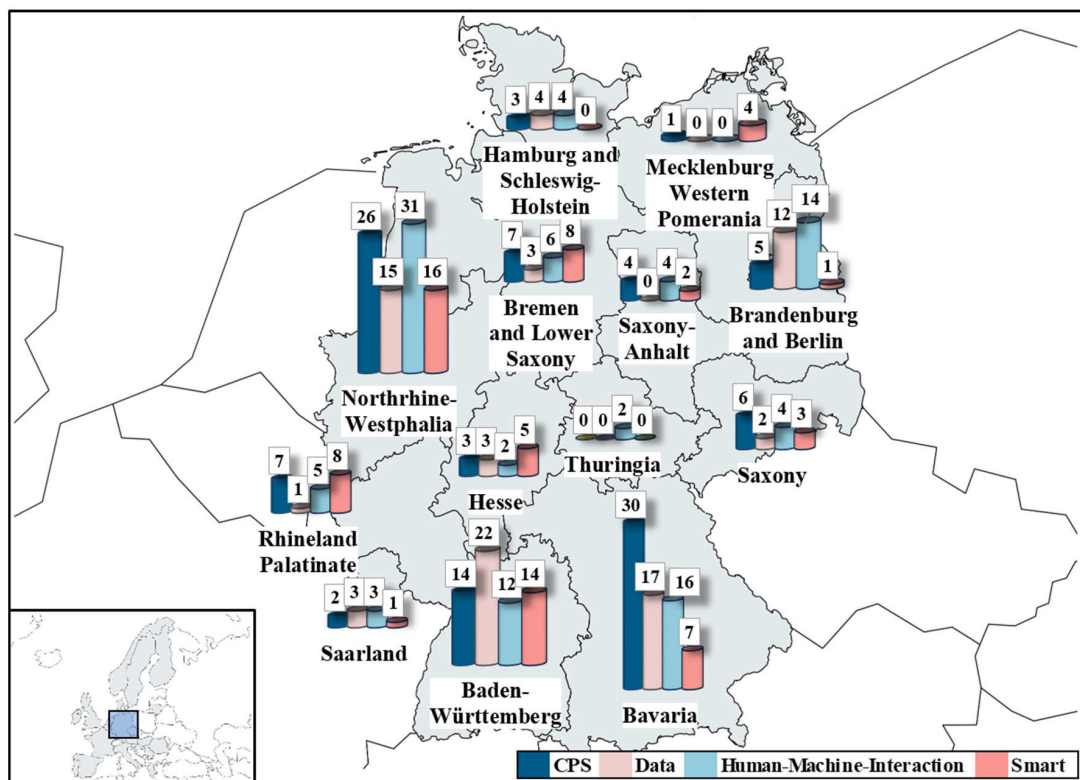 3 4 4 0
Hamburg and
Schleswig-
Holstein
1 0 0 4
Mecklenburg
Western
Pomerania
26 15 31 16
Northrhine-
Westphalia
7 3 6 8
Bremen
and Lower
Saxony
4 0 4 2
Saxony-
Anhalt
5 12 14 1
Brandenburg
and Berlin
7 1 5 8
Rhineland
Palatinate
3 3 2 5
Hesse
0 0 2 0
Thuringia
6 2 4 3
Saxony
2 3 3 1
Saarland
14 22 12 14
Baden-
Württemberg
30 17 16 7
Bavaria
CPS Data Human-Machine-Interaction Smart